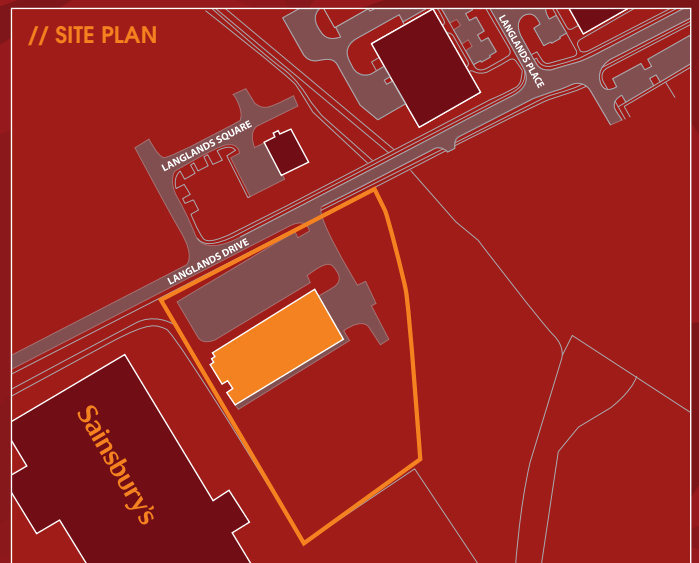 // SITE PLAN
LANGLANDS PLACE
LANGLANDS SQUARE
LANGLANDS DRIVE
Sainsbury's